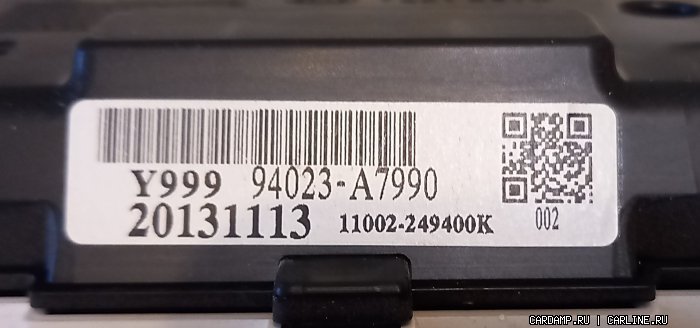 Y999 94023-A7990
20131113 11002-249400K
002
CARDAMP.RU | CARLINE.RU